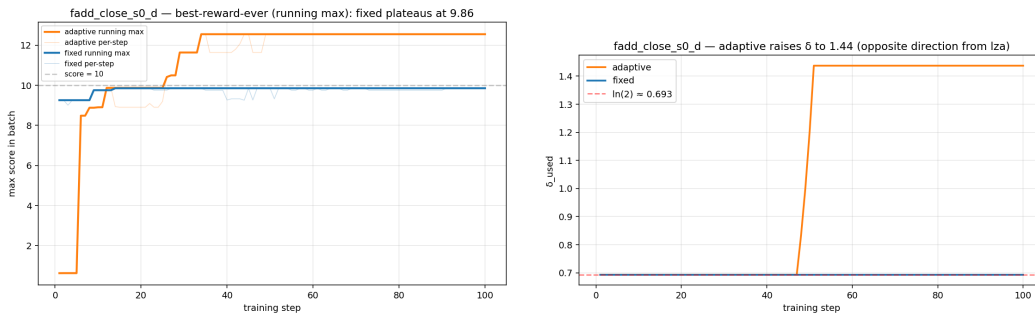 fadd_close_s0_d — best-reward-ever (running max): fixed plateaus at 9.86
adaptive running max
adaptive per-step
fixed running max
fixed per-step
score = 10
max score in batch
12
10
8
6
4
2
0
20
40
60
80
100
training step
fadd_close_s0_d — adaptive raises δ to 1.44 (opposite direction from lza)
adaptive
fixed
ln(2) ≈ 0.693
δ_used
1.4
1.3
1.2
1.1
1.0
0.9
0.8
0.7
0
20
40
60
80
100
training step